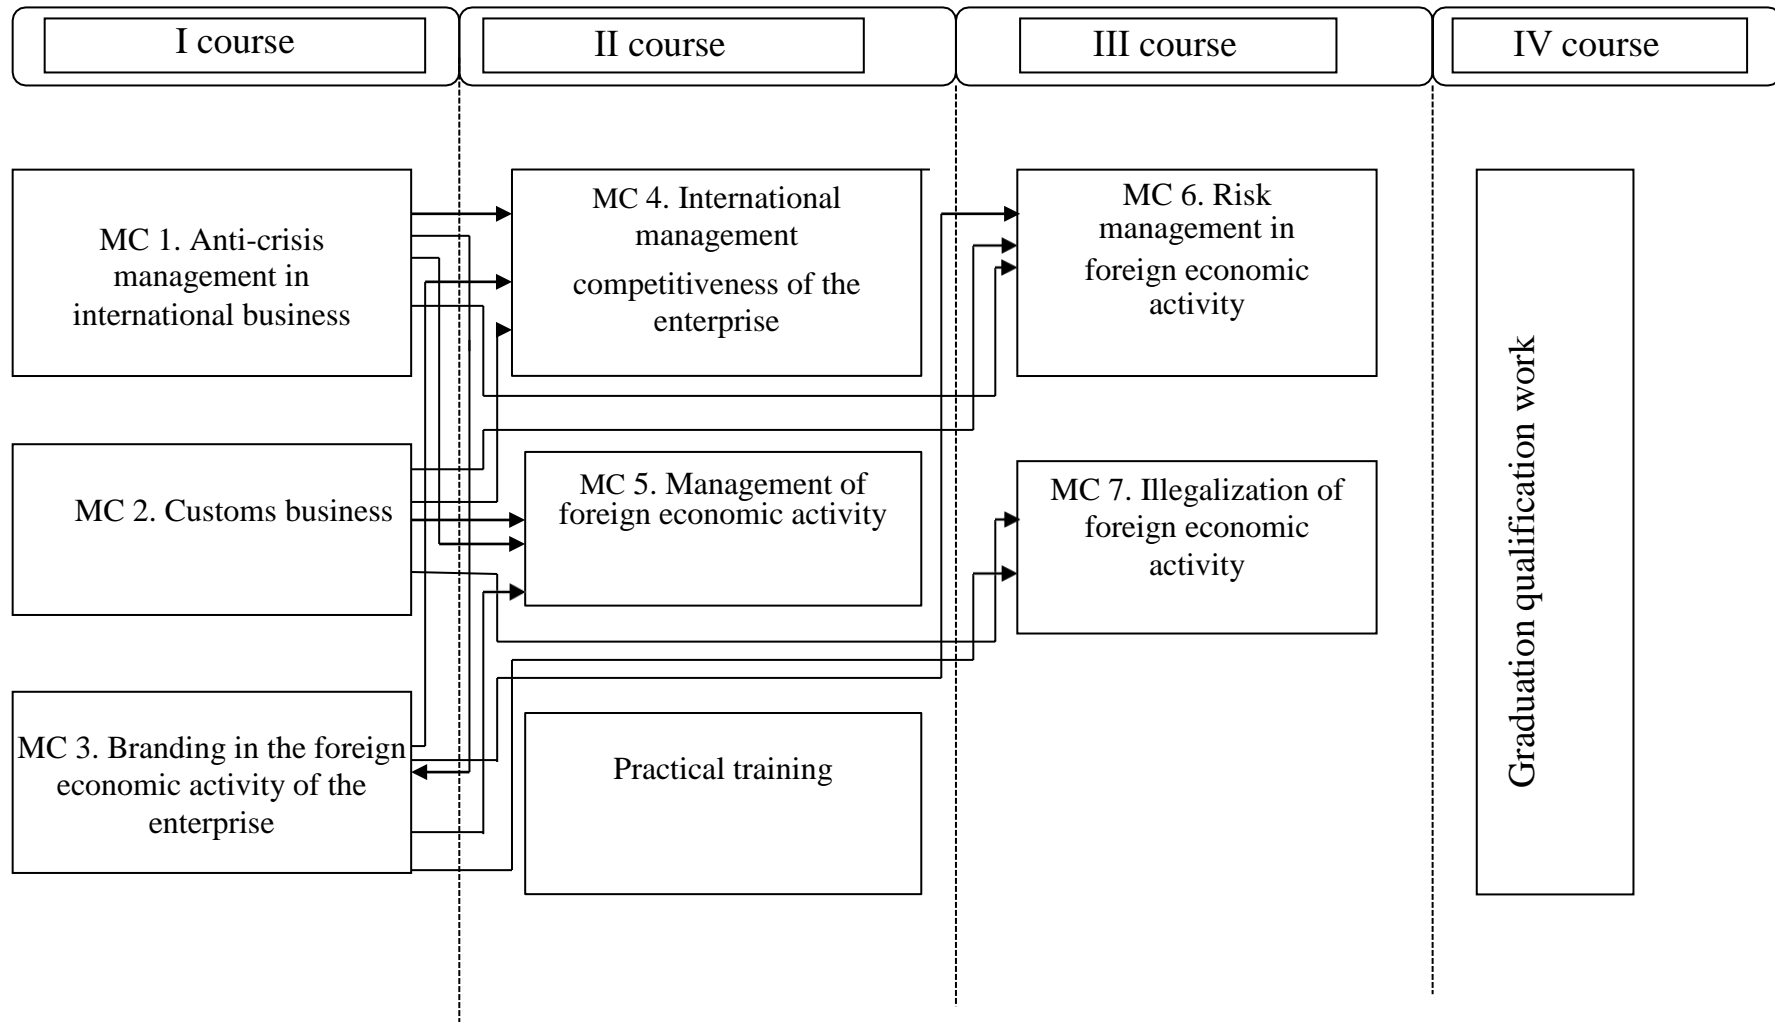 I course
II course
III course
IV course
MC 1. Anti-crisis
management in
international business
MC 2. Customs business
MC 3. Branding in the foreign
economic activity of the
enterprise
MC 4. International
management
competitiveness of the
enterprise
MC 5. Management of
foreign economic activity
Practical training
MC 6. Risk
management in
foreign economic
activity
MC 7. Illegalization of
foreign economic
activity
Graduation qualification work